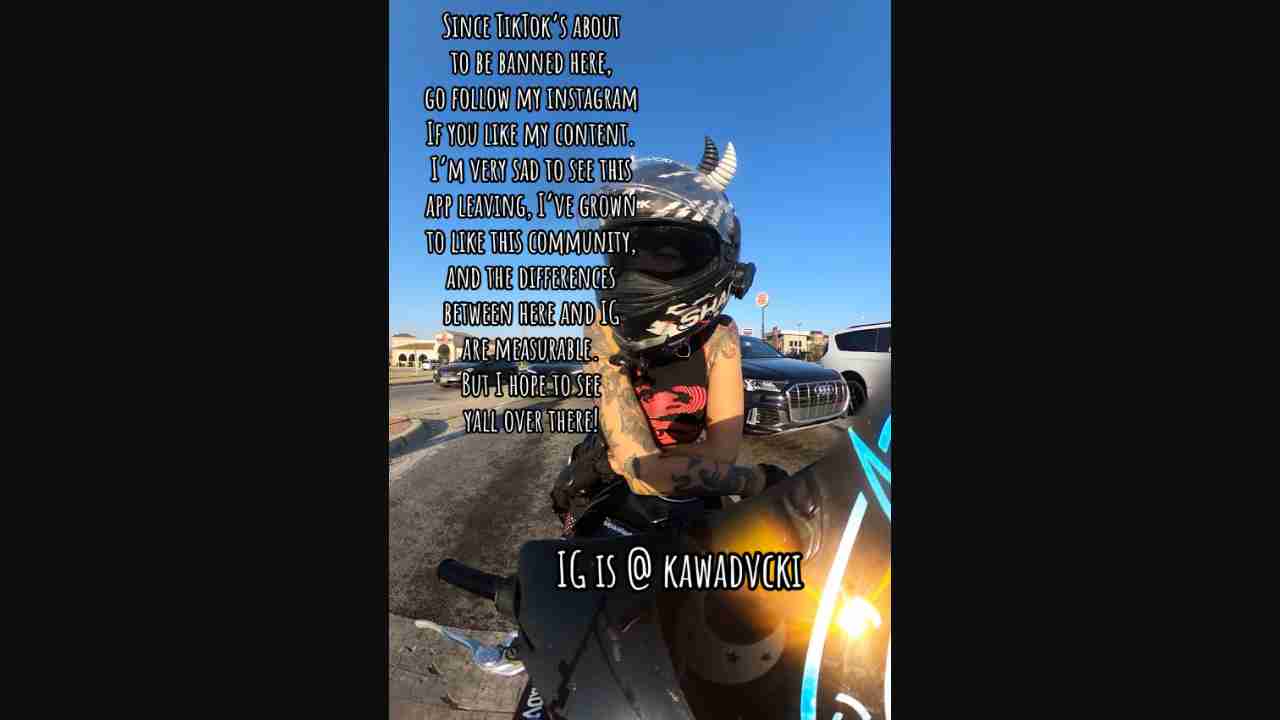 Since TikTok's about
to be banned here,
go follow my instagram
If you like my content.
I'm very sad to see this
app leaving, I've grown
to like this community,
and the differences
between here and IG
are measurable.
But I hope to see
yall over there!
SHA
IG is @ kawadvcki